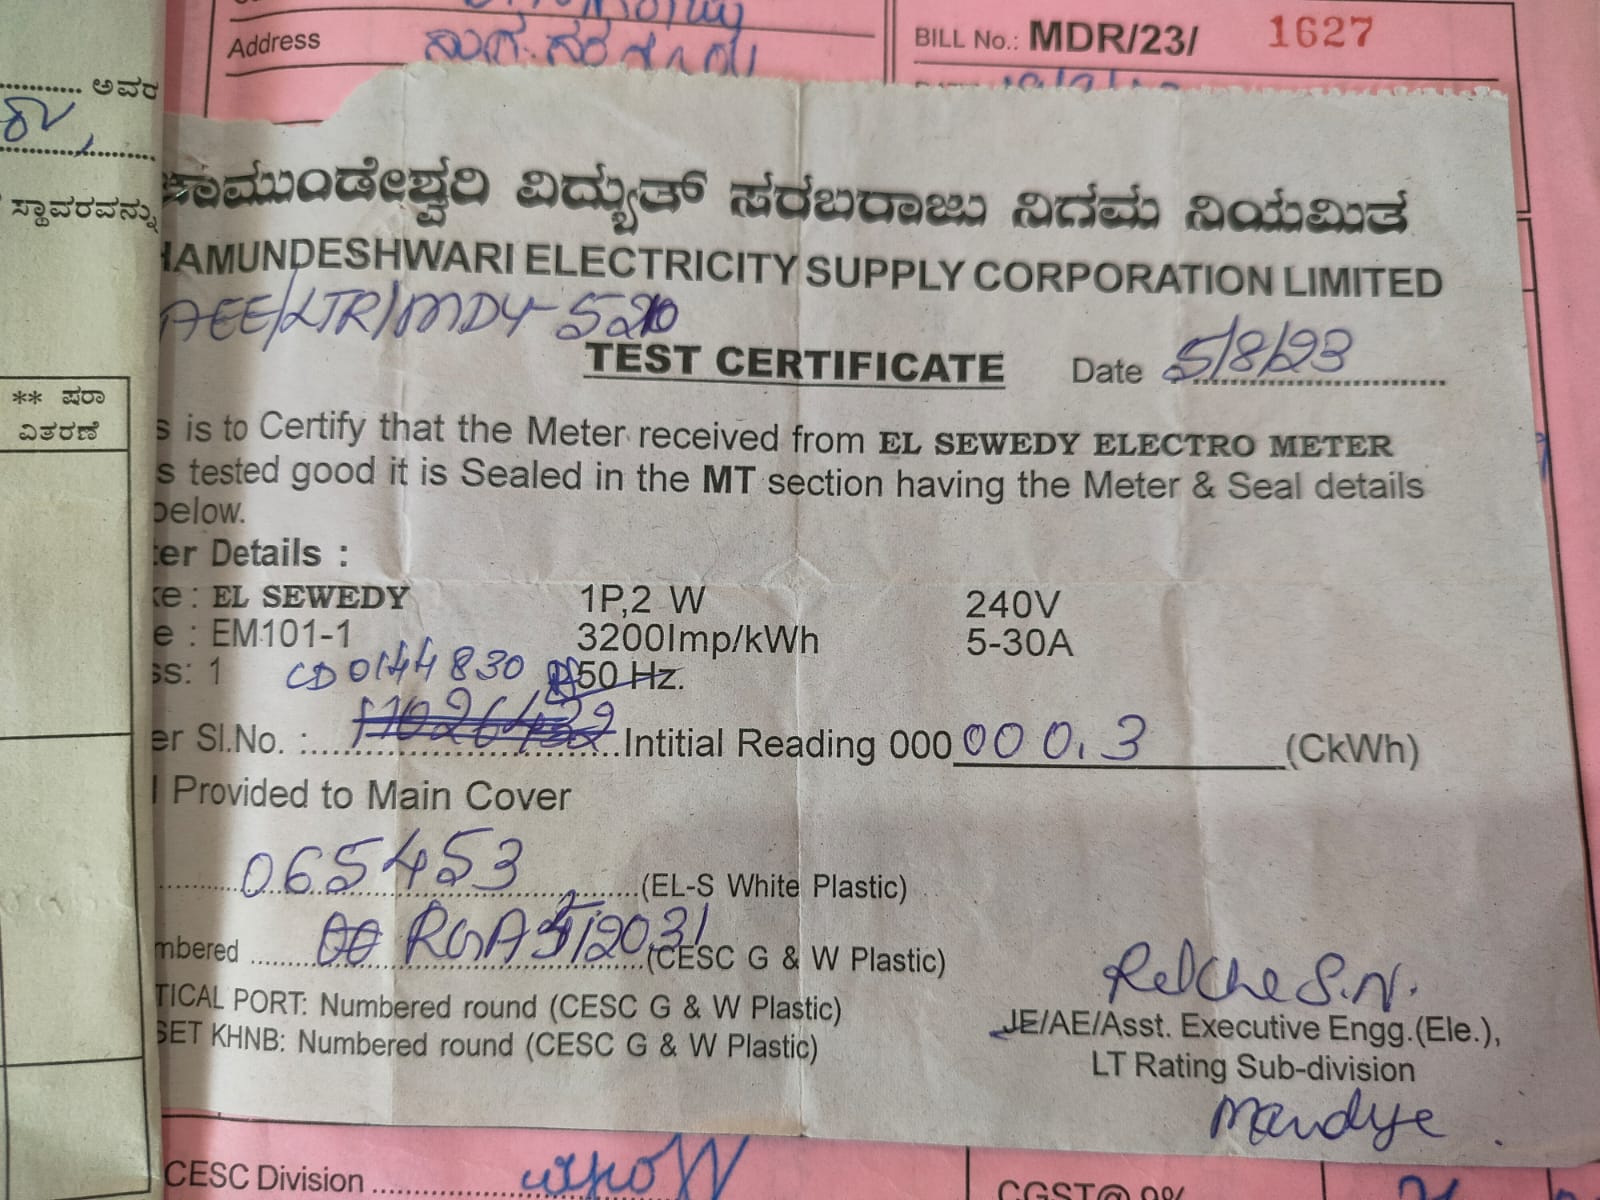 Address
BILL No.: MDR/23/ 1627
ಅವರ
ಸ್ಥಾವರವನ್ನು
** ಪರಾ
ವಿತರಣೆ
ಚಾಮುಂಡೇಶ್ವರಿ ವಿದ್ಯುತ್ ಸರಬರಾಜು ನಿಗಮ ನಿಯಮಿತ
HAMUNDESHWARI ELECTRICITY SUPPLY CORPORATION LIMITED
AEE/LTR/MDY-520
TEST CERTIFICATE Date 5/8/23
s is to Certify that the Meter received from EL SEWEDY ELECTRO METER
s tested good it is Sealed in the MT section having the Meter & Seal details
below.
ter Details :
ke : EL SEWEDY 1P,2 W 240V
e : EM101-1 3200Imp/kWh 5-30A
ss: 1 CD0144830 50 Hz.
er Sl.No. : Intitial Reading 000 000.3 (CkWh)
l Provided to Main Cover
065453 (EL-S White Plastic)
mbered (CESC G & W Plastic)
TICAL PORT: Numbered round (CESC G & W Plastic)
SET KHNB: Numbered round (CESC G & W Plastic)
JE/AE/Asst. Executive Engg.(Ele.),
LT Rating Sub-division
Mandya
CESC Division
CGST@ 9%